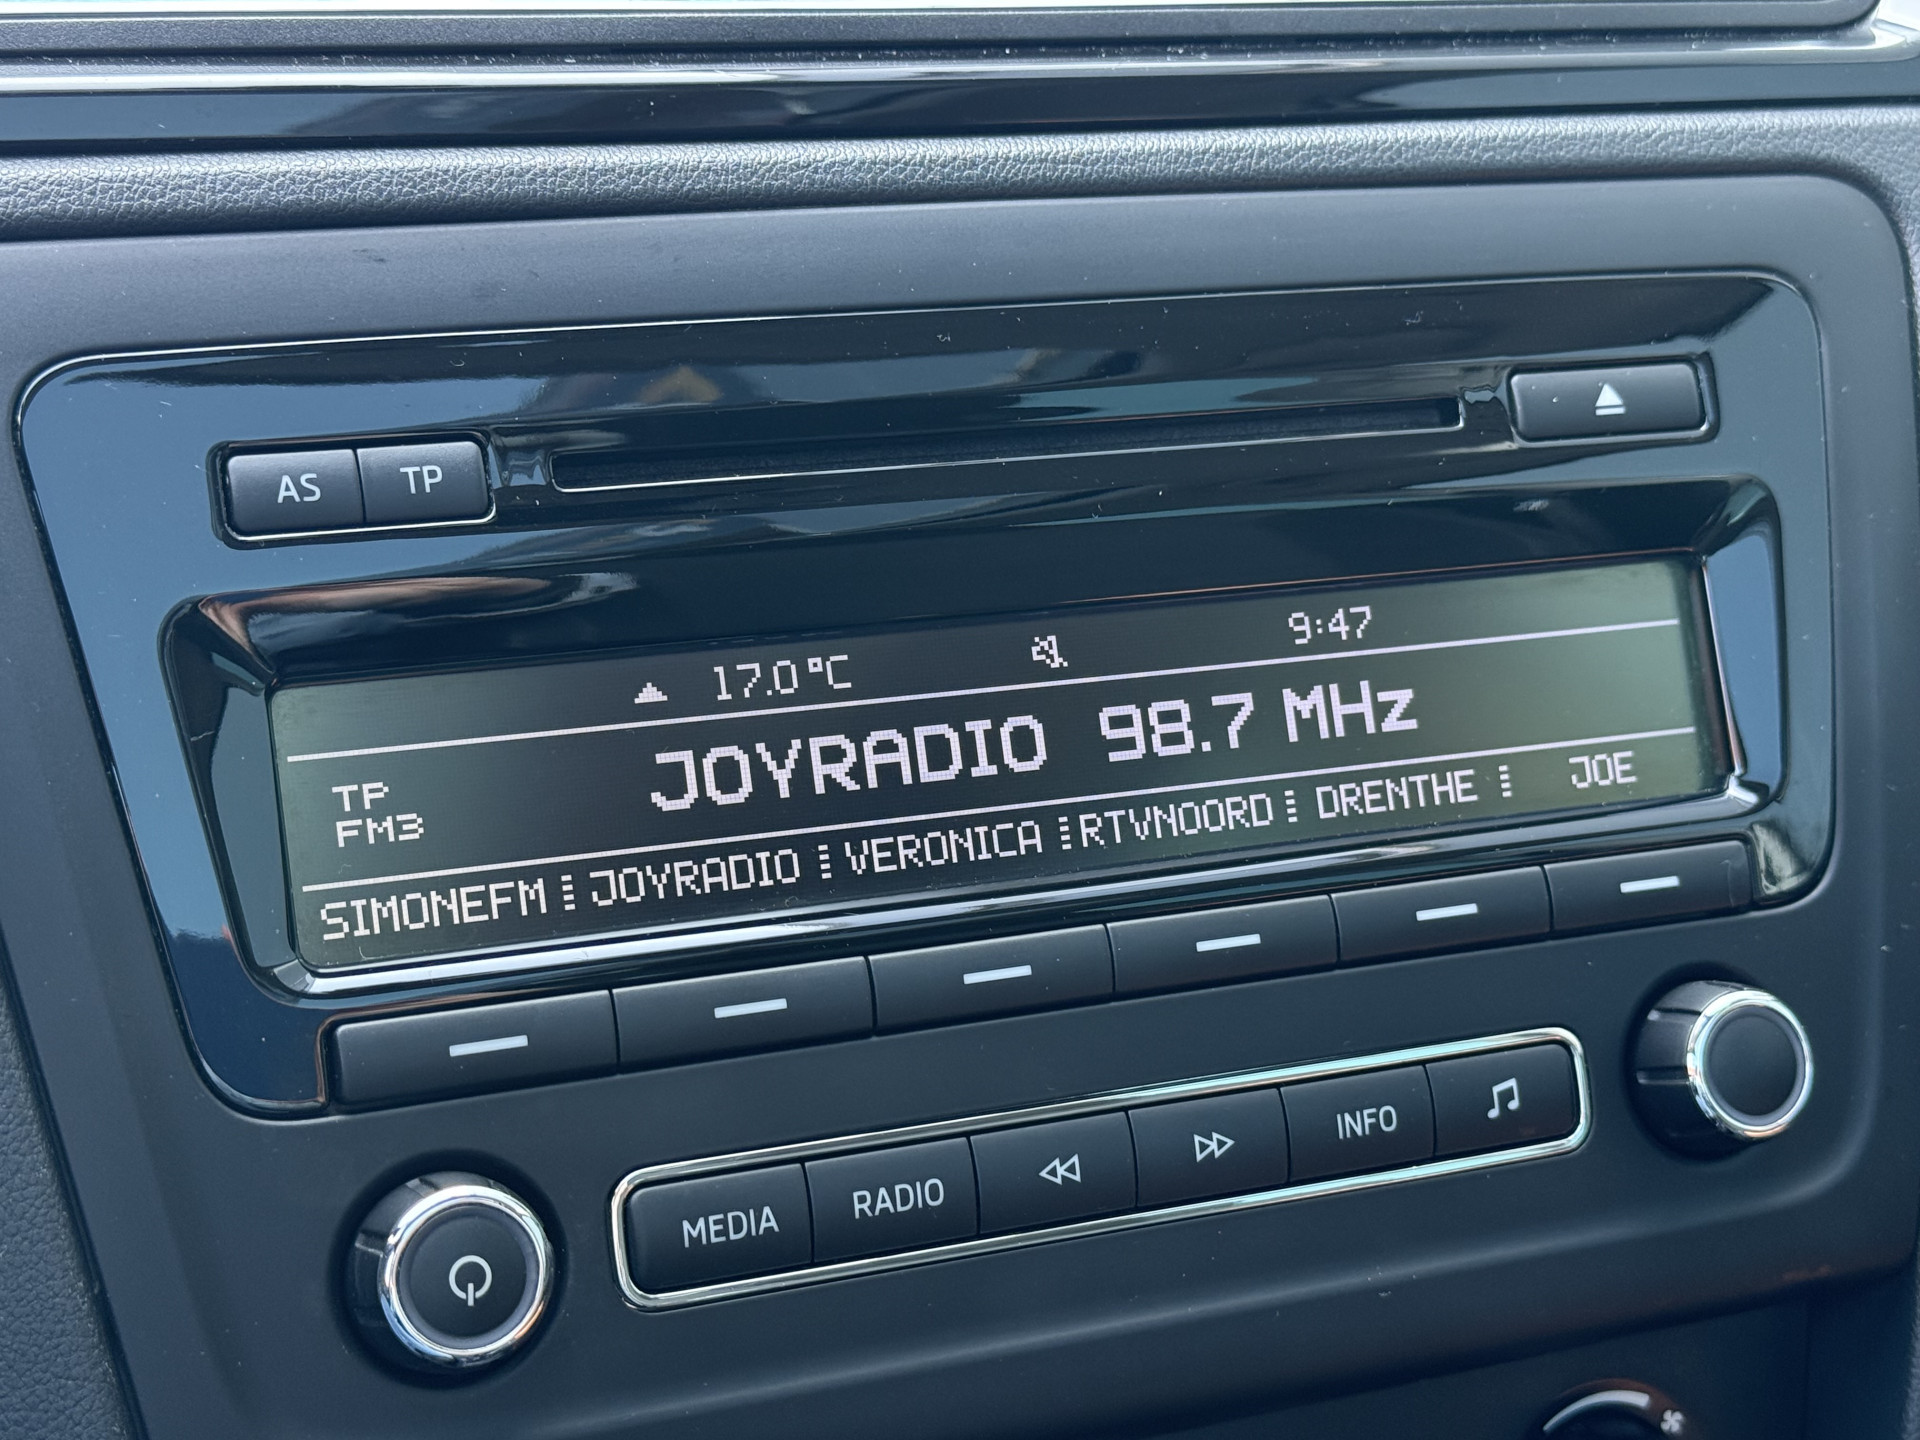 AS TP
17.0°C 9:47
TP
FM3
JOYRADIO 98.7 MHz
SIMONEFM JOYRADIO VERONICA RTVNOORD DRENTHE JOE
MEDIA RADIO INFO